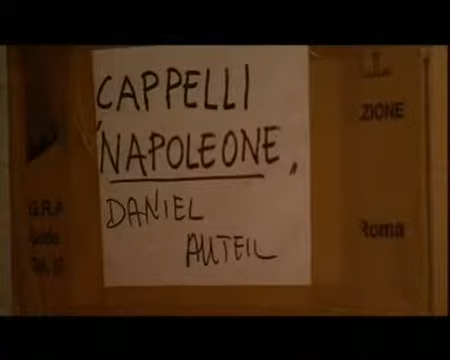 CAPPELLI
"NAPOLEONE"
DANIEL
AUTEIL
ZIONE
Roma